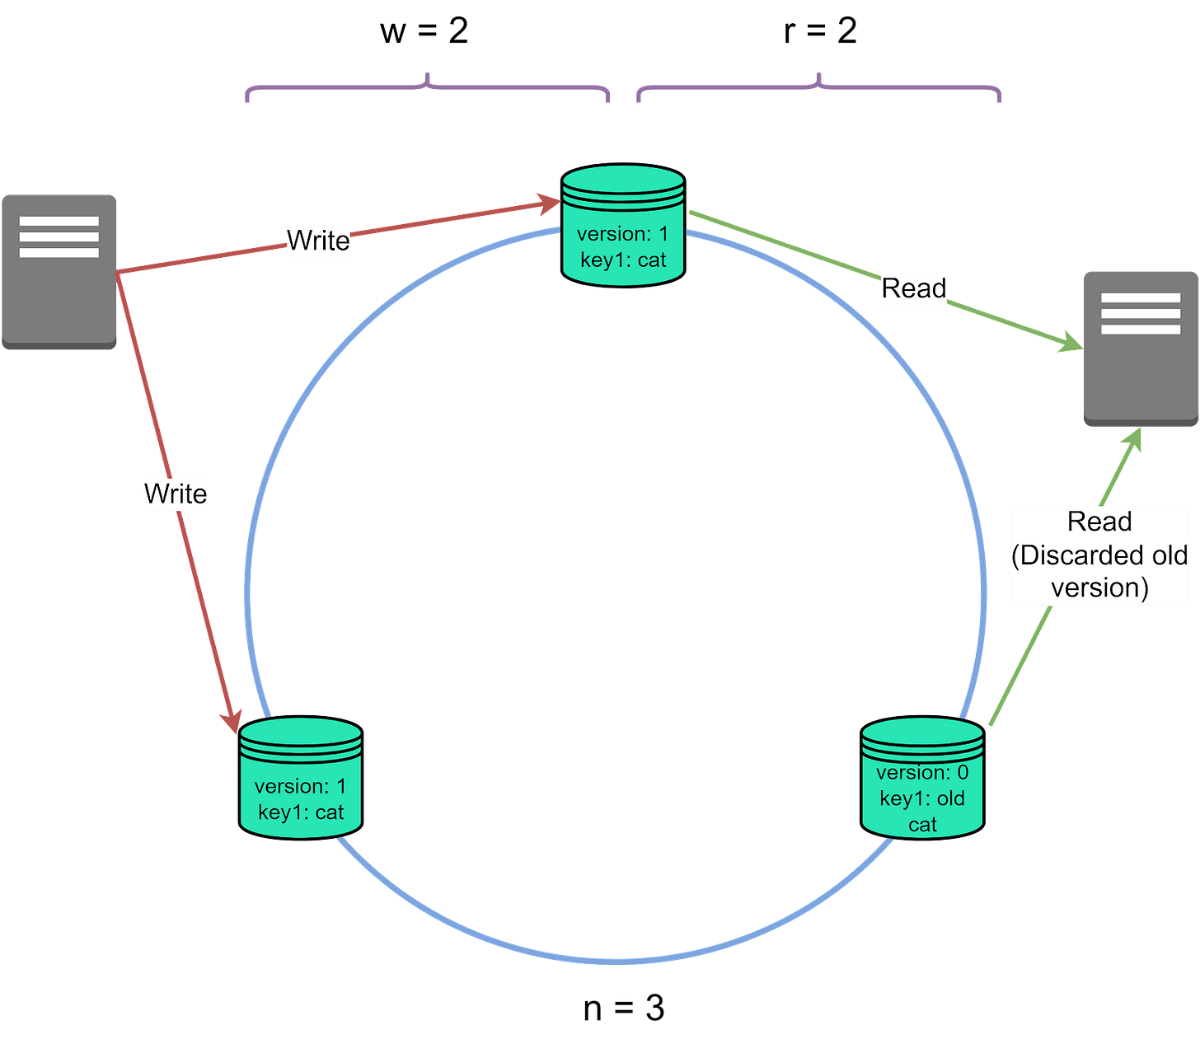 w = 2
r = 2
Write
version: 1
key1: cat
Read
Write
Read
(Discarded old
version)
version: 1
key1: cat
version: 0
key1: old
cat
n = 3